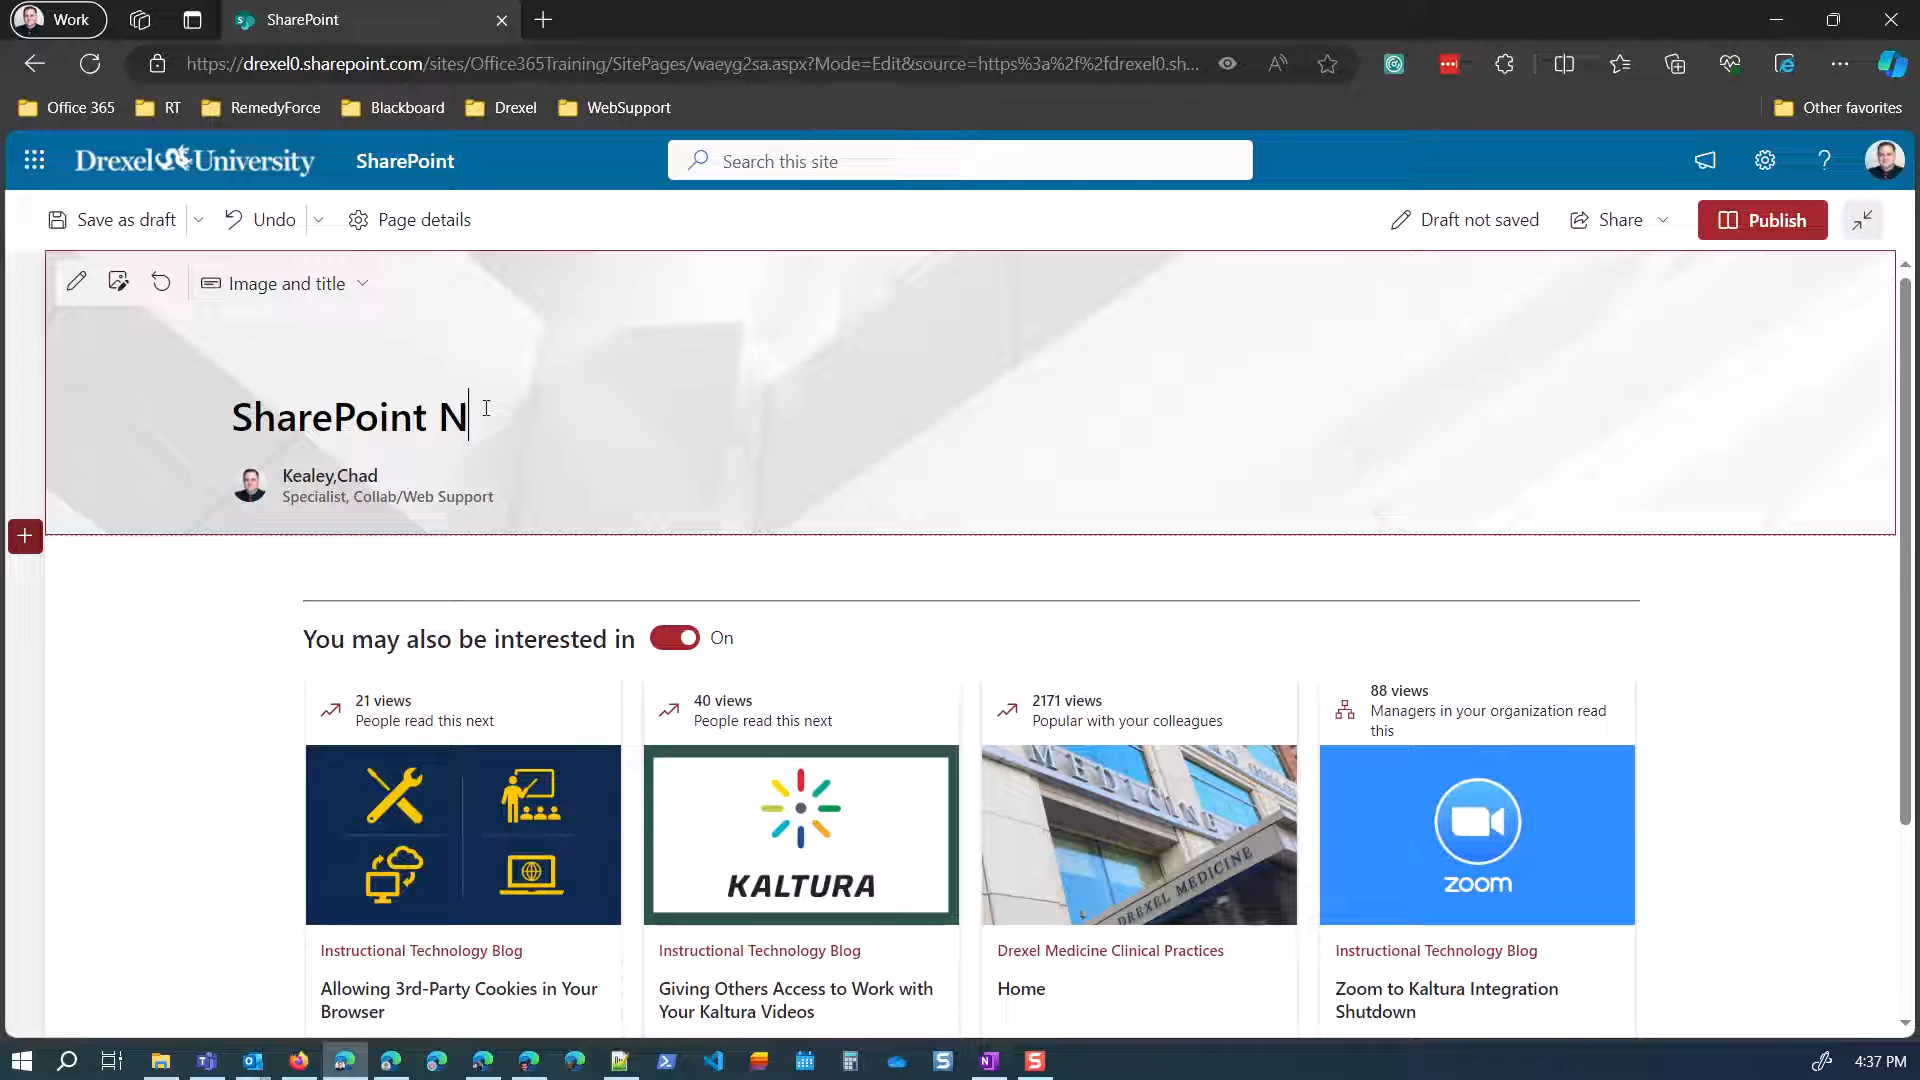 Work
SharePoint
https://drexel0.sharepoint.com/sites/Office365Training/SitePages/waeyg2sa.aspx?Mode=Edit&source=https%3a%2f%2fdrexel0.sh...
Office 365
RT
RemedyForce
Blackboard
Drexel
WebSupport
Other favorites
Drexel University
SharePoint
Search this site
Save as draft
Undo
Page details
Draft not saved
Share
Publish
Image and title
SharePoint N
Kealey,Chad
Specialist, Collab/Web Support
You may also be interested in
On
21 views
People read this next
40 views
People read this next
2171 views
Popular with your colleagues
88 views
Managers in your organization read
this
KALTURA
MEDICINE
DREXEL MEDICINE
zoom
Instructional Technology Blog
Instructional Technology Blog
Drexel Medicine Clinical Practices
Instructional Technology Blog
Allowing 3rd-Party Cookies in Your
Browser
Giving Others Access to Work with
Your Kaltura Videos
Home
Zoom to Kaltura Integration
Shutdown
4:37 PM